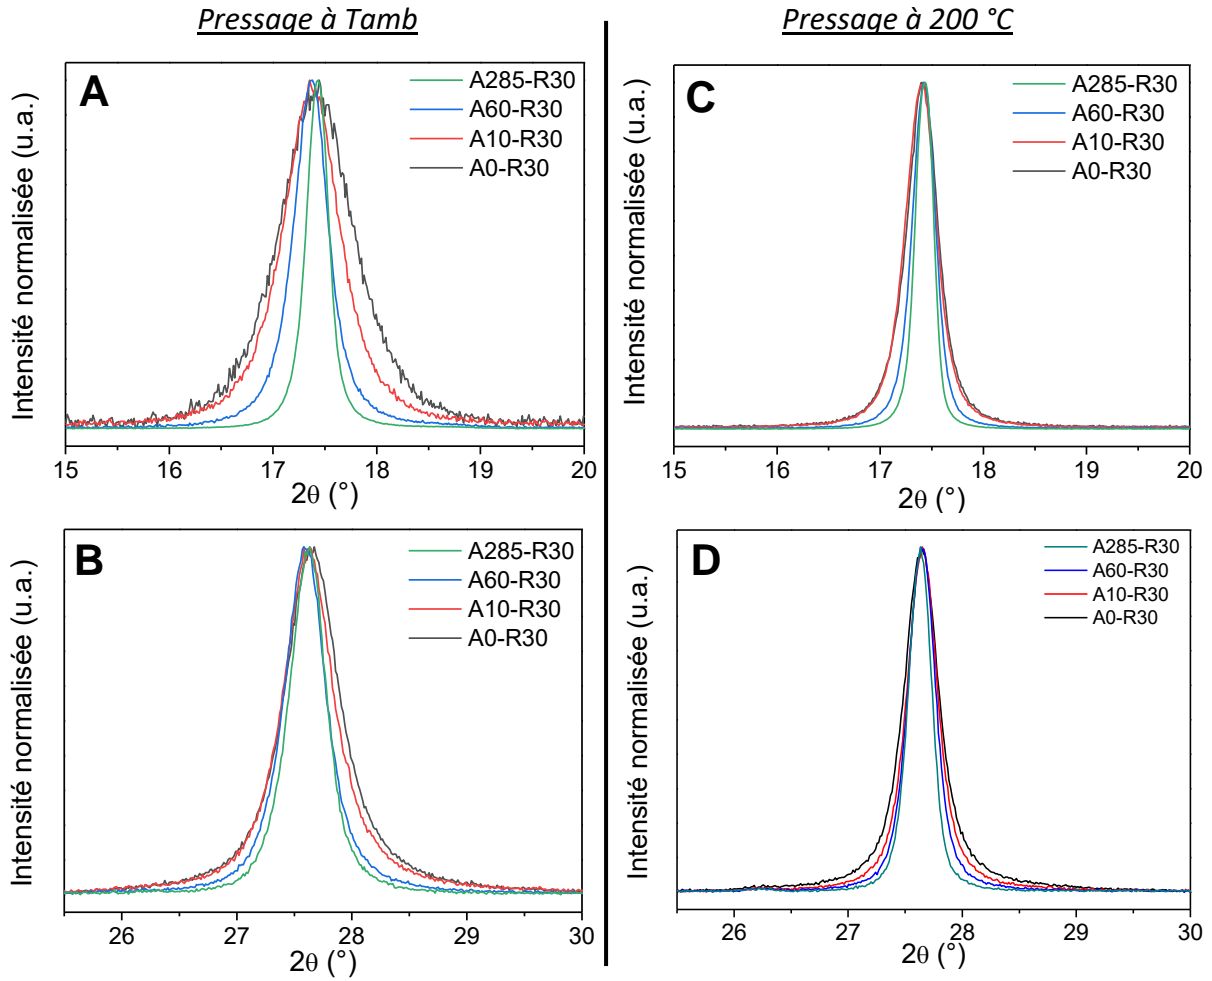 Pressage à Tamb
Pressage à 200 °C
A
A285-R30
A60-R30
A10-R30
A0-R30
Intensité normalisée (u.a.)
15 16 17 18 19 20
2θ (°)
C
A285-R30
A60-R30
A10-R30
A0-R30
Intensité normalisée (u.a.)
15 16 17 18 19 20
2θ (°)
B
A285-R30
A60-R30
A10-R30
A0-R30
Intensité normalisée (u.a.)
26 27 28 29 30
2θ (°)
D
A285-R30
A60-R30
A10-R30
A0-R30
Intensité normalisée (u.a.)
26 27 28 29 30
2θ (°)